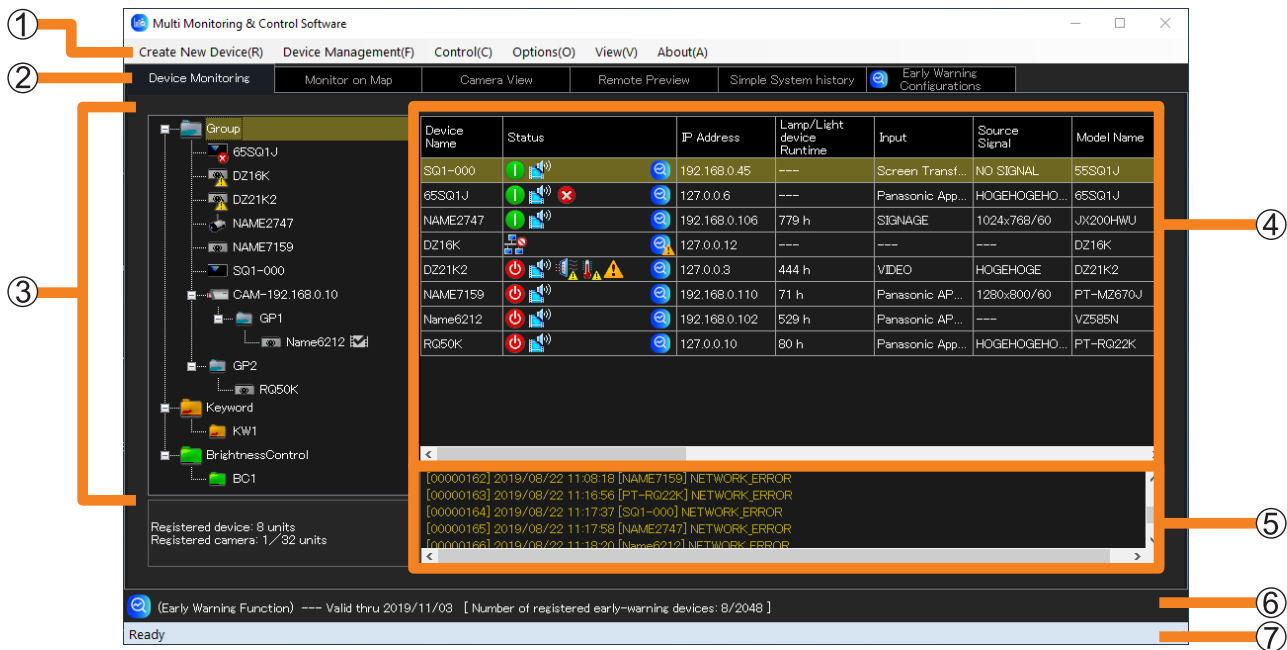 ①
Multi Monitoring & Control Software
Create New Device(R) Device Management(F) Control(C) Options(O) View(V) About(A)
②
Device Monitoring Monitor on Map Camera View Remote Preview Simple System history Early Warning Configurations
③
Group
65SQ1J
DZ16K
DZ21K2
NAME2747
NAME7159
SQ1-000
CAM-192.168.0.10
GP1
Name6212
GP2
RQ50K
Keyword
KW1
BrightnessControl
BC1
Registered device: 8 units
Registered camera: 1/32 units
④
Device Name Status IP Address Lamp/Light device Runtime Input Source Signal Model Name
SQ1-000 192.168.0.45 --- Screen Transf... NO SIGNAL 55SQ1J
65SQ1J 127.0.0.6 --- Panasonic App... HOGEHOGEHO... 65SQ1J
NAME2747 192.168.0.106 779 h SIGNAGE 1024x768/60 JX200HWU
DZ16K 127.0.0.12 --- --- --- DZ16K
DZ21K2 127.0.0.3 444 h VIDEO HOGEHOGE DZ21K2
NAME7159 192.168.0.110 71 h Panasonic AP... 1280x800/60 PT-MZ670J
Name6212 192.168.0.102 529 h Panasonic AP... --- VZ585N
RQ50K 127.0.0.10 80 h Panasonic App... HOGEHOGEHO... PT-RQ22K
⑤
[00000162] 2019/08/22 11:08:18 [NAME7159] NETWORK_ERROR
[00000163] 2019/08/22 11:16:56 [PT-RQ22K] NETWORK_ERROR
[00000164] 2019/08/22 11:17:37 [SQ1-000] NETWORK_ERROR
[00000165] 2019/08/22 11:17:58 [NAME2747] NETWORK_ERROR
[00000166] 2019/08/22 11:18:20 [Name6212] NETWORK_ERROR
(Early Warning Function) --- Valid thru 2019/11/03 [ Number of registered early-warning devices: 8/2048 ]
⑥
Ready
⑦